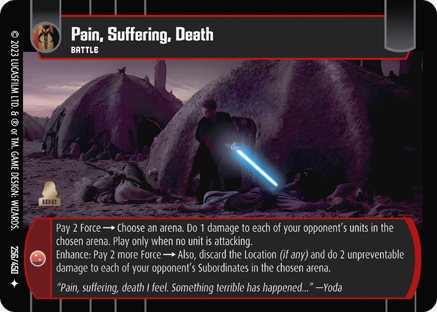 Pain, Suffering, Death
BATTLE
Pay 2 Force → Choose an arena. Do 1 damage to each of your opponent's units in the
chosen arena. Play only when no unit is attacking.
Enhance: Pay 2 more Force → Also, discard the Location (if any) and do 2 unpreventable
damage to each of your opponent's Subordinates in the chosen arena.
"Pain, suffering, death I feel. Something terrible has happened..." —Yoda
© 2023 LUCASFILM LTD. & ® or TM. GAME DESIGN: WIZARDS.